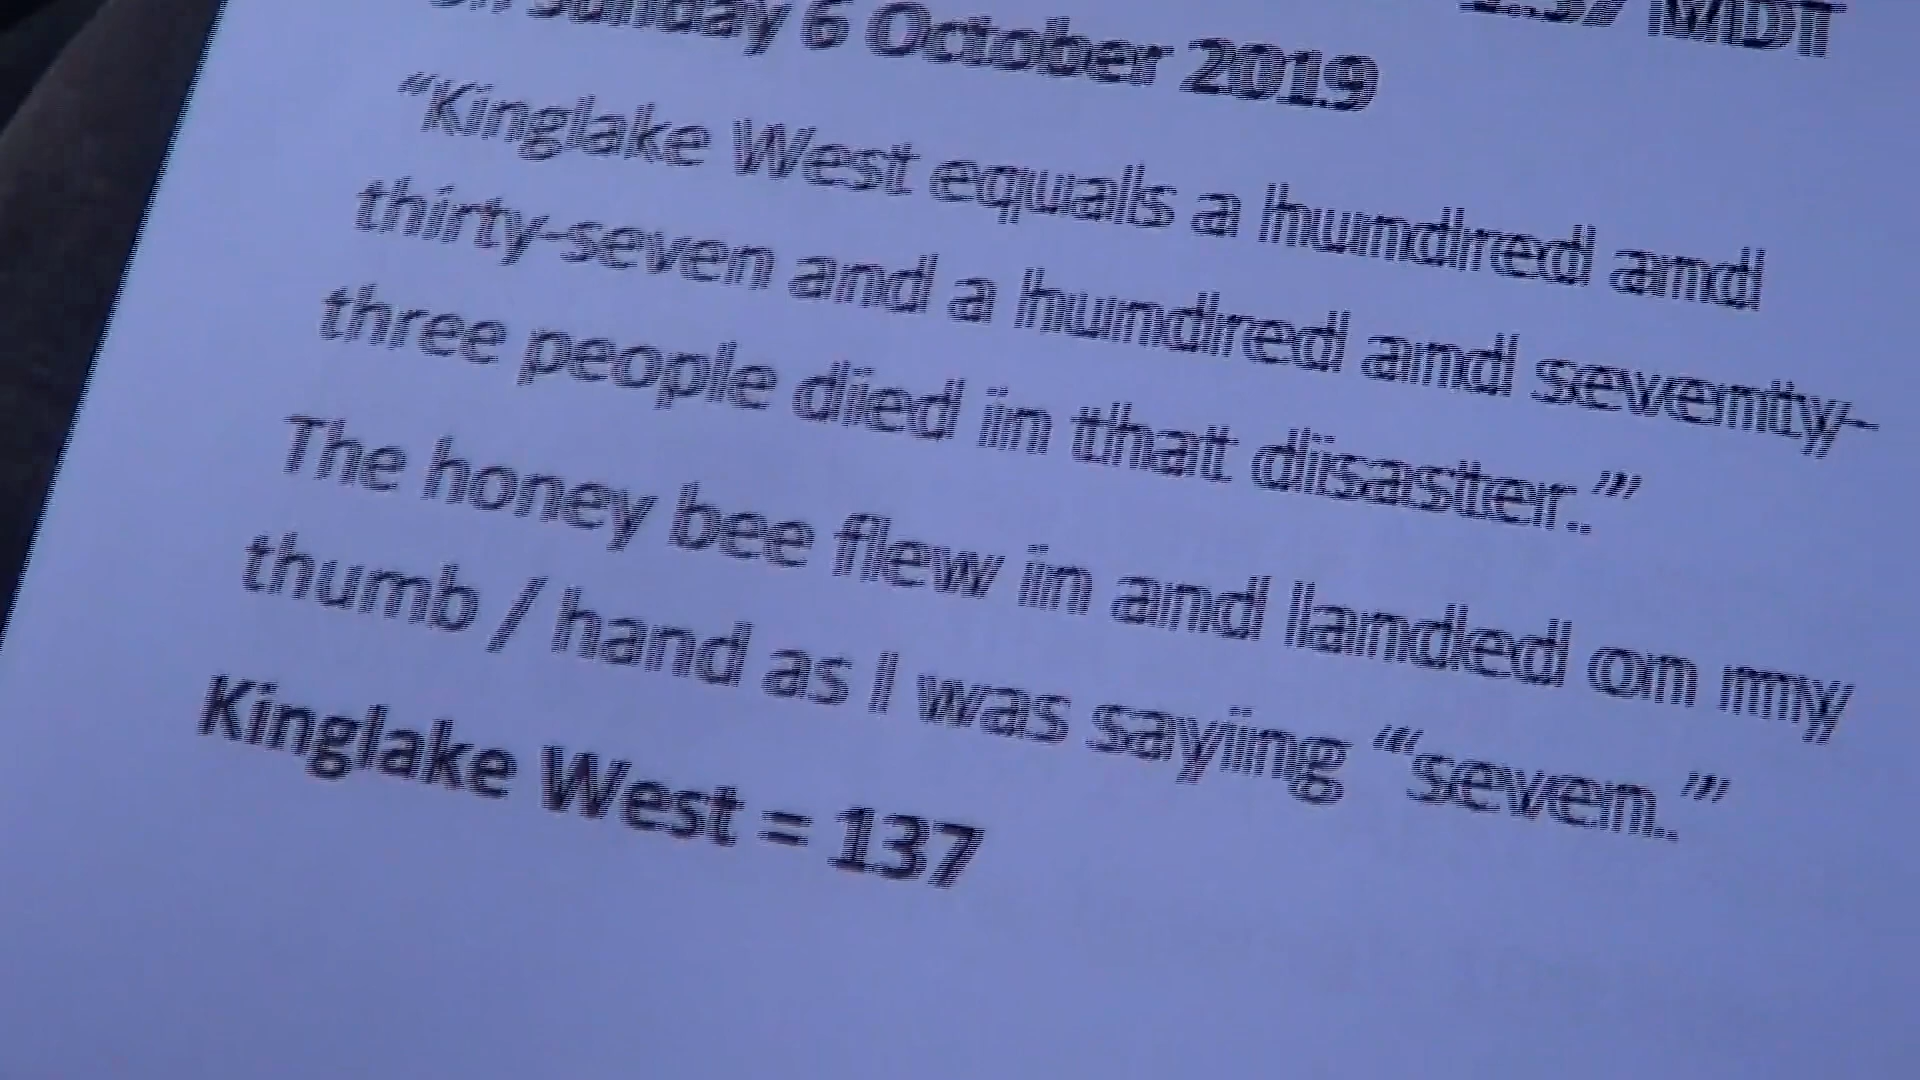 Sunday 6 October 2019
“Kinglake West equals a hundred and
thirty-seven and a hundred and seventy-
three people died in that disaster.”
The honey bee flew in and landed on my
thumb / hand as I was saying “seven.”
Kinglake West = 137